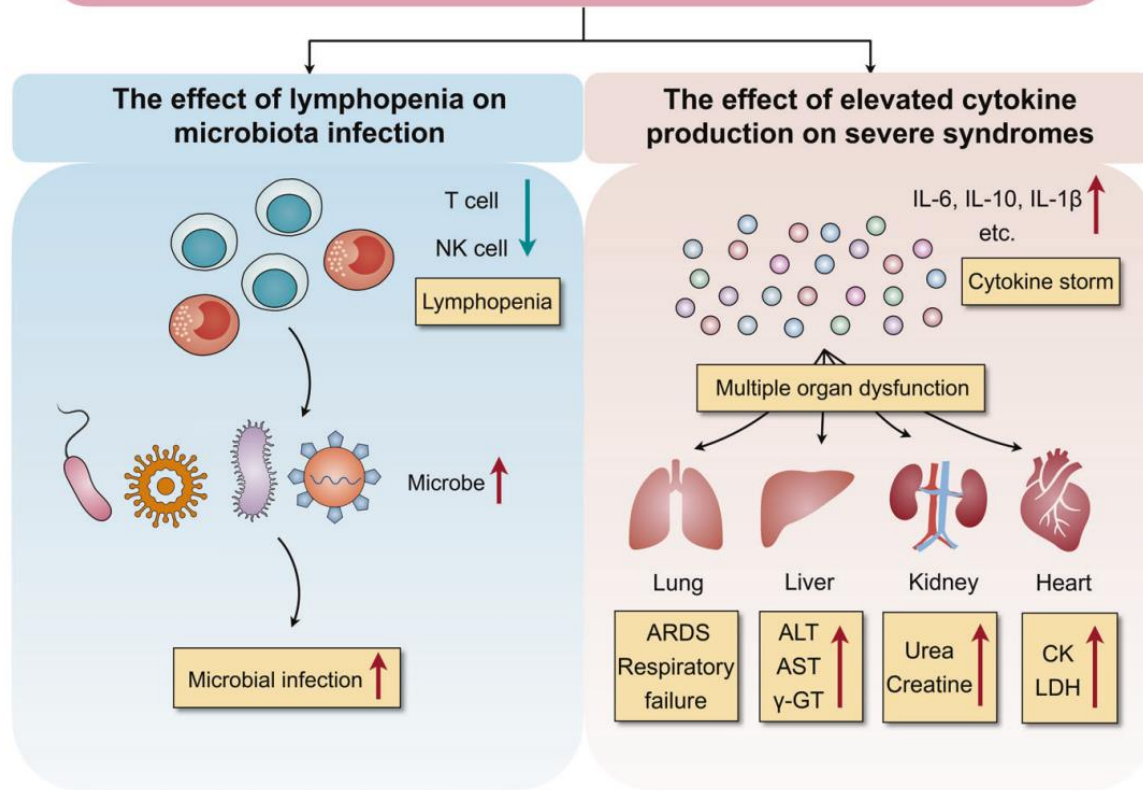 The effect of lymphopenia on
microbiota infection
T cell
NK cell
Lymphopenia
Microbe
Microbial infection
The effect of elevated cytokine
production on severe syndromes
IL-6, IL-10, IL-1β
etc.
Cytokine storm
Multiple organ dysfunction
Lung
Liver
Kidney
Heart
ARDS
Respiratory
failure
ALT
AST
γ-GT
Urea
Creatine
CK
LDH